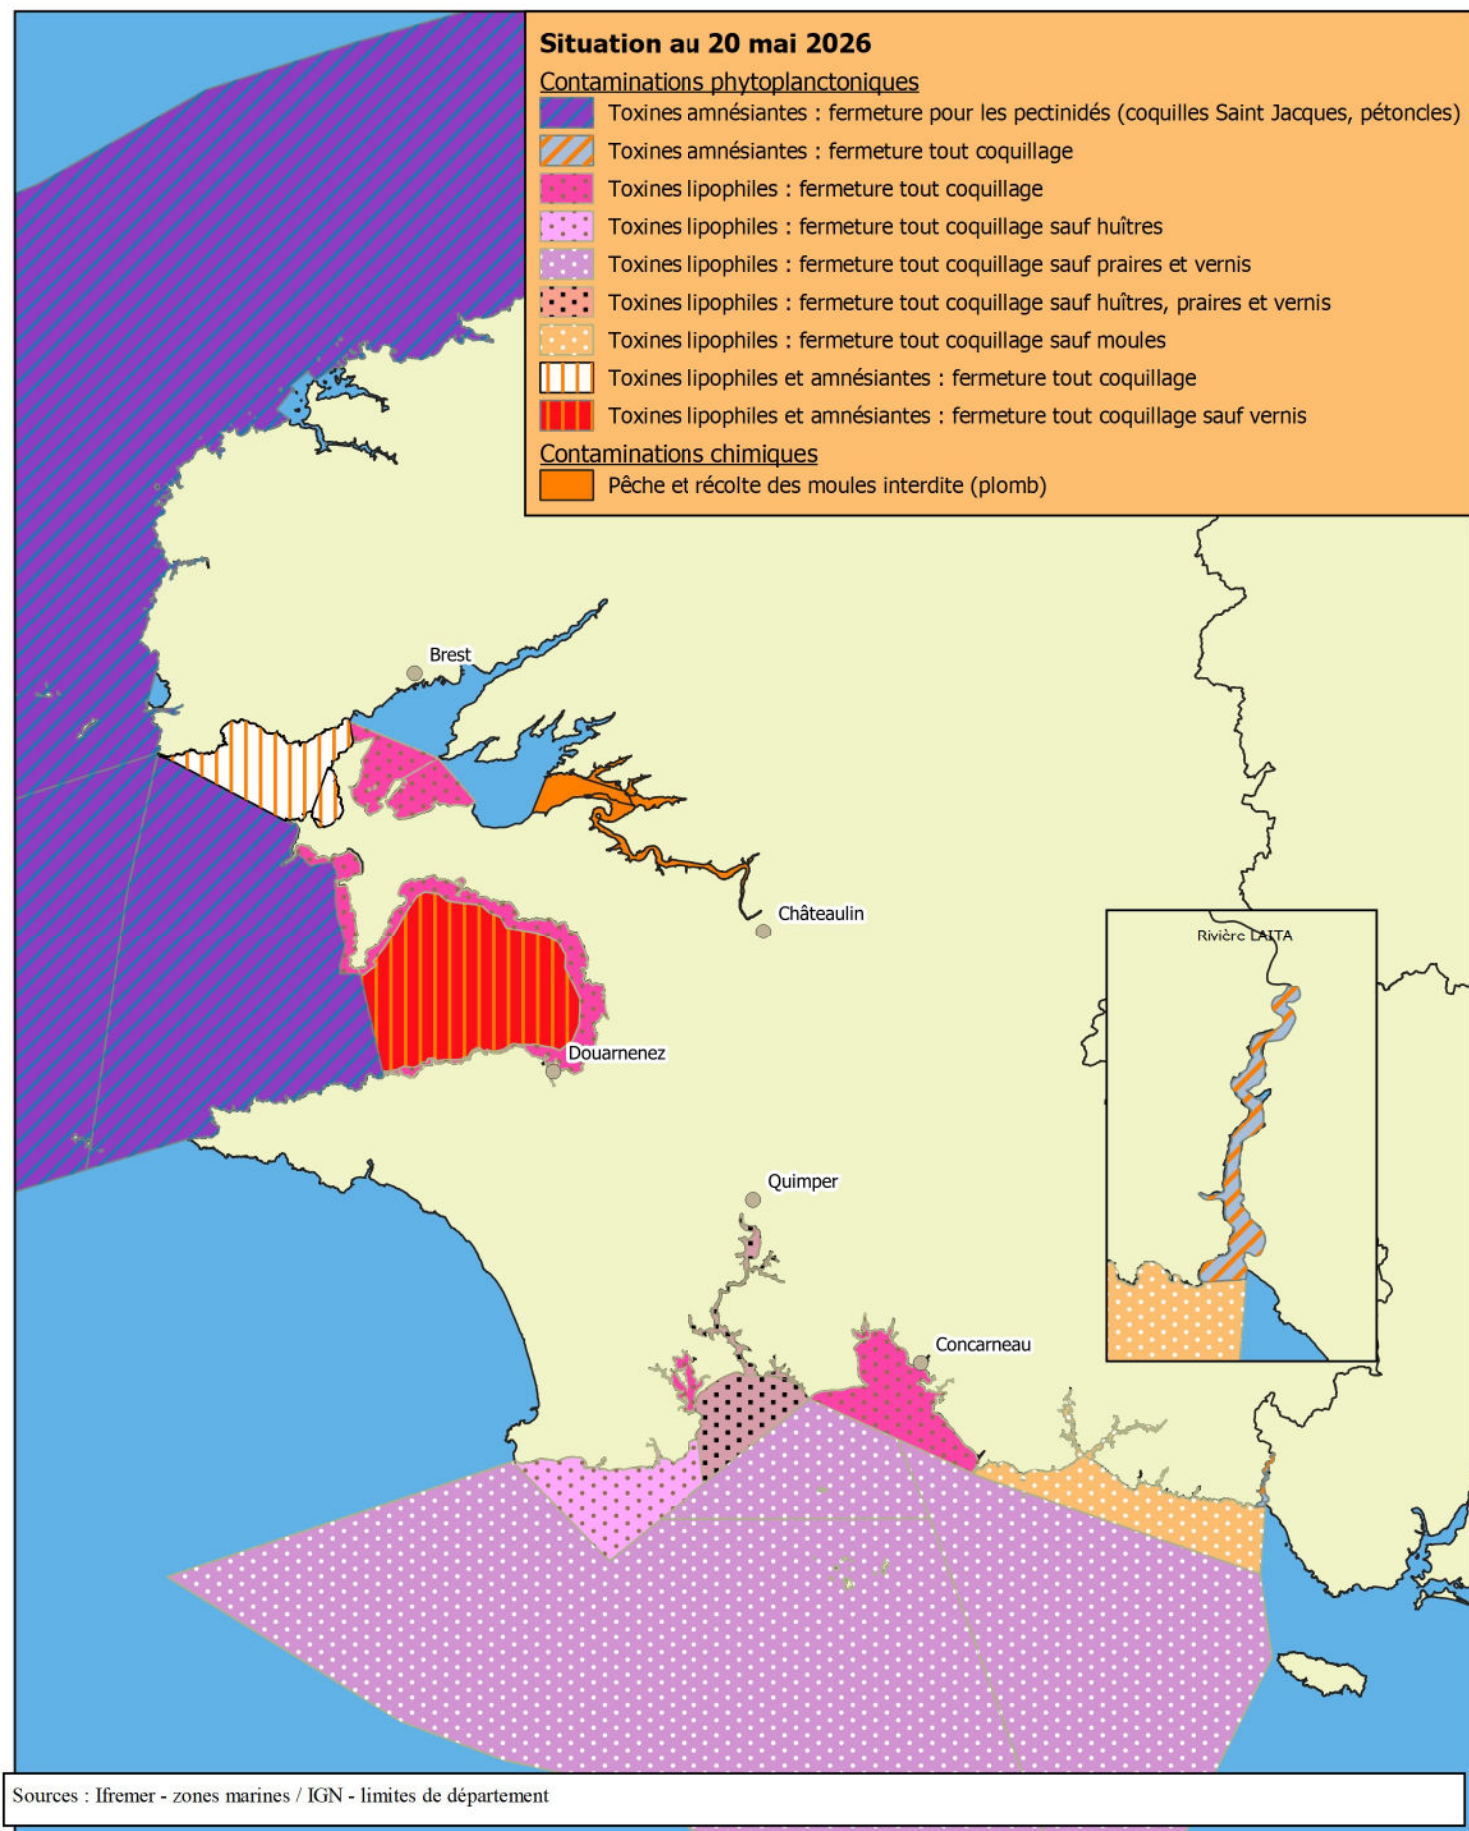 Situation au 20 mai 2026
Contaminations phytoplanctoniques
Toxines amnésiantes : fermeture pour les pectinidés (coquilles Saint Jacques, pétoncles)
Toxines amnésiantes : fermeture tout coquillage
Toxines lipophiles : fermeture tout coquillage
Toxines lipophiles : fermeture tout coquillage sauf huîtres
Toxines lipophiles : fermeture tout coquillage sauf praires et vernis
Toxines lipophiles : fermeture tout coquillage sauf huîtres, praires et vernis
Toxines lipophiles : fermeture tout coquillage sauf moules
Toxines lipophiles et amnésiantes : fermeture tout coquillage
Toxines lipophiles et amnésiantes : fermeture tout coquillage sauf vernis
Contaminations chimiques
Pêche et récolte des moules interdite (plomb)
Brest
Châteaulin
Rivière LAITA
Douarnenez
Quimper
Concarneau
Sources : Ifremer - zones marines / IGN - limites de département